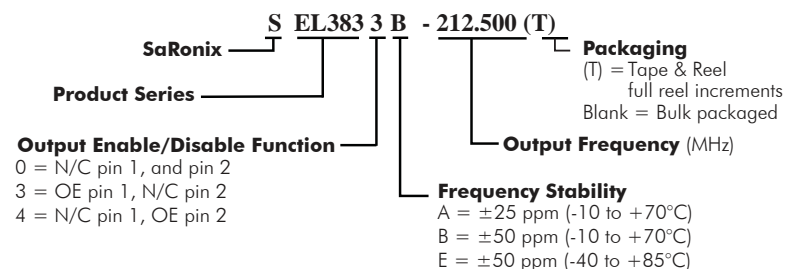 S EL383 3 B - 212.500 (T)
SaRonix
Product Series
Output Enable/Disable Function
0 = N/C pin 1, and pin 2
3 = OE pin 1, N/C pin 2
4 = N/C pin 1, OE pin 2
Packaging
(T) = Tape & Reel
full reel increments
Blank = Bulk packaged
Output Frequency (MHz)
Frequency Stability
A = ±25 ppm (-10 to +70°C)
B = ±50 ppm (-10 to +70°C)
E = ±50 ppm (-40 to +85°C)